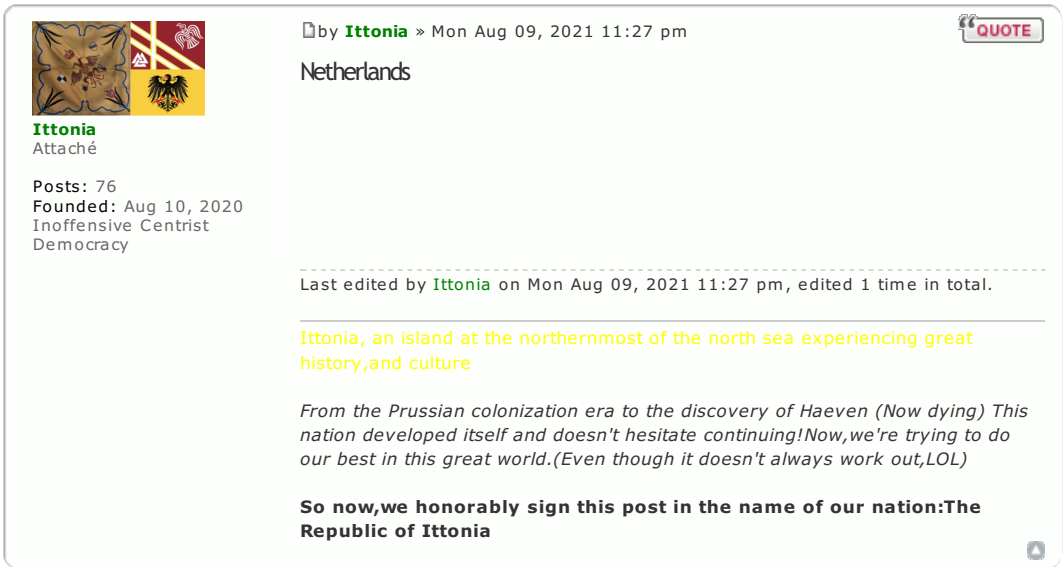 by Ittonia » Mon Aug 09, 2021 11:27 pm
QUOTE
Netherlands
Ittonia
Attaché
Posts: 76
Founded: Aug 10, 2020
Inoffensive Centrist
Democracy
Last edited by Ittonia on Mon Aug 09, 2021 11:27 pm, edited 1 time in total.
Ittonia, an island at the northernmost of the north sea experiencing great
history,and culture
From the Prussian colonization era to the discovery of Haeven (Now dying) This
nation developed itself and doesn't hesitate continuing!Now,we're trying to do
our best in this great world.(Even though it doesn't always work out,LOL)
So now,we honorably sign this post in the name of our nation:The
Republic of Ittonia